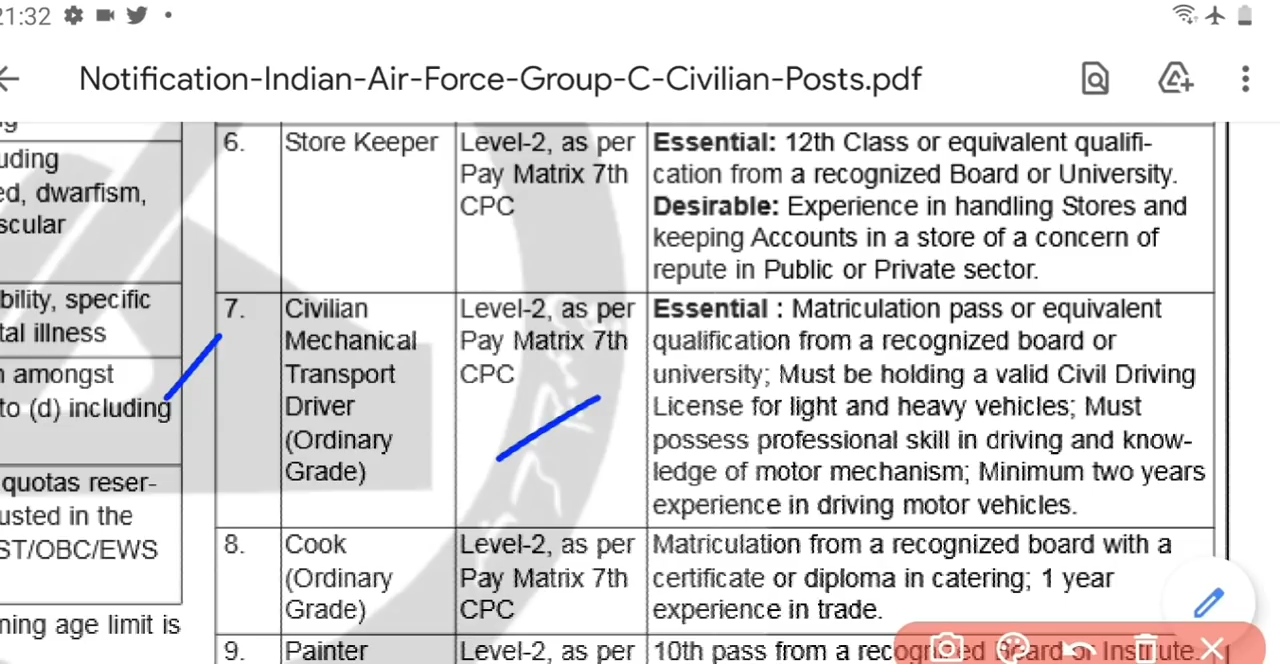 21:32
Notification-Indian-Air-Force-Group-C-Civilian-Posts.pdf
uding
ed, dwarfism,
scular
bility, specific
tal illness
n amongst
to (d) including
quotas reser-
usted in the
ST/OBC/EWS
ning age limit is
6.
Store Keeper
Level-2, as per
Pay Matrix 7th
CPC
Essential: 12th Class or equivalent qualifi-
cation from a recognized Board or University.
Desirable: Experience in handling Stores and
keeping Accounts in a store of a concern of
repute in Public or Private sector.
7.
Civilian
Mechanical
Transport
Driver
(Ordinary
Grade)
Level-2, as per
Pay Matrix 7th
CPC
Essential : Matriculation pass or equivalent
qualification from a recognized board or
university; Must be holding a valid Civil Driving
License for light and heavy vehicles; Must
possess professional skill in driving and know-
ledge of motor mechanism; Minimum two years
experience in driving motor vehicles.
8.
Cook
(Ordinary
Grade)
Level-2, as per
Pay Matrix 7th
CPC
Matriculation from a recognized board with a
certificate or diploma in catering; 1 year
experience in trade.
9.
Painter
Level-2, as per
10th pass from a recognized Board or Institute.